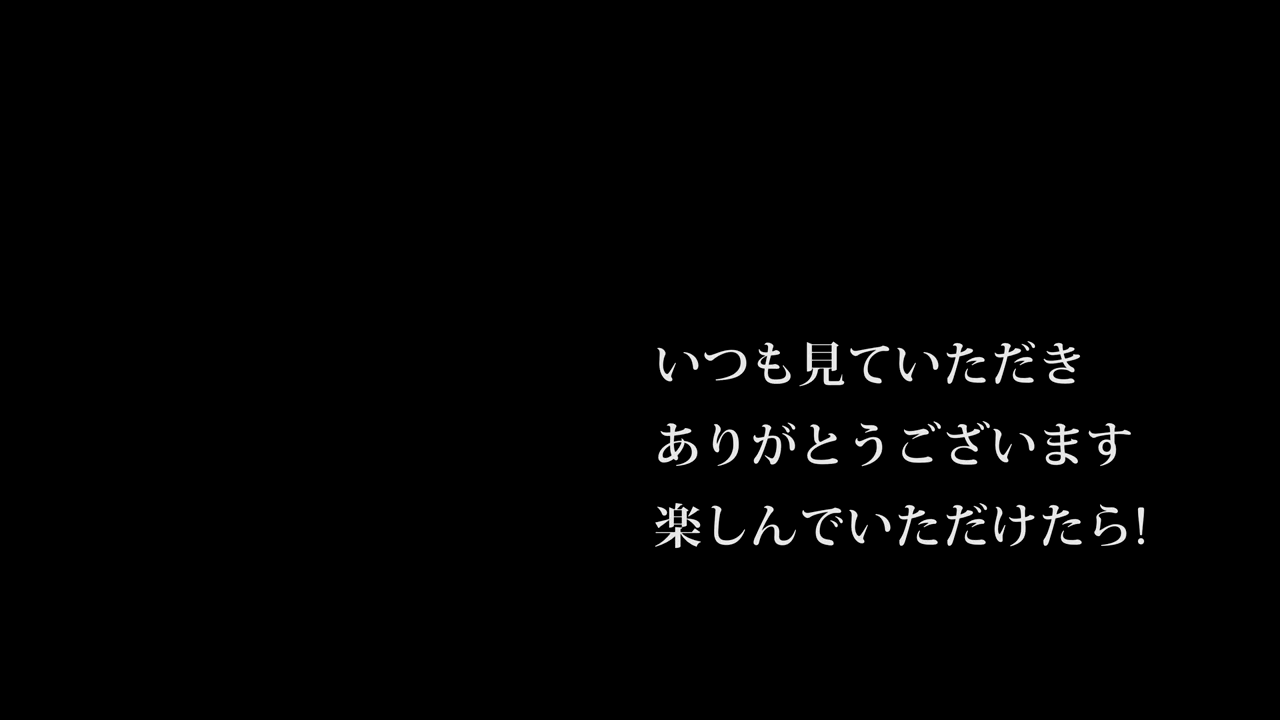 いつも見ていただき
ありがとうございます
楽しんでいただけたら!